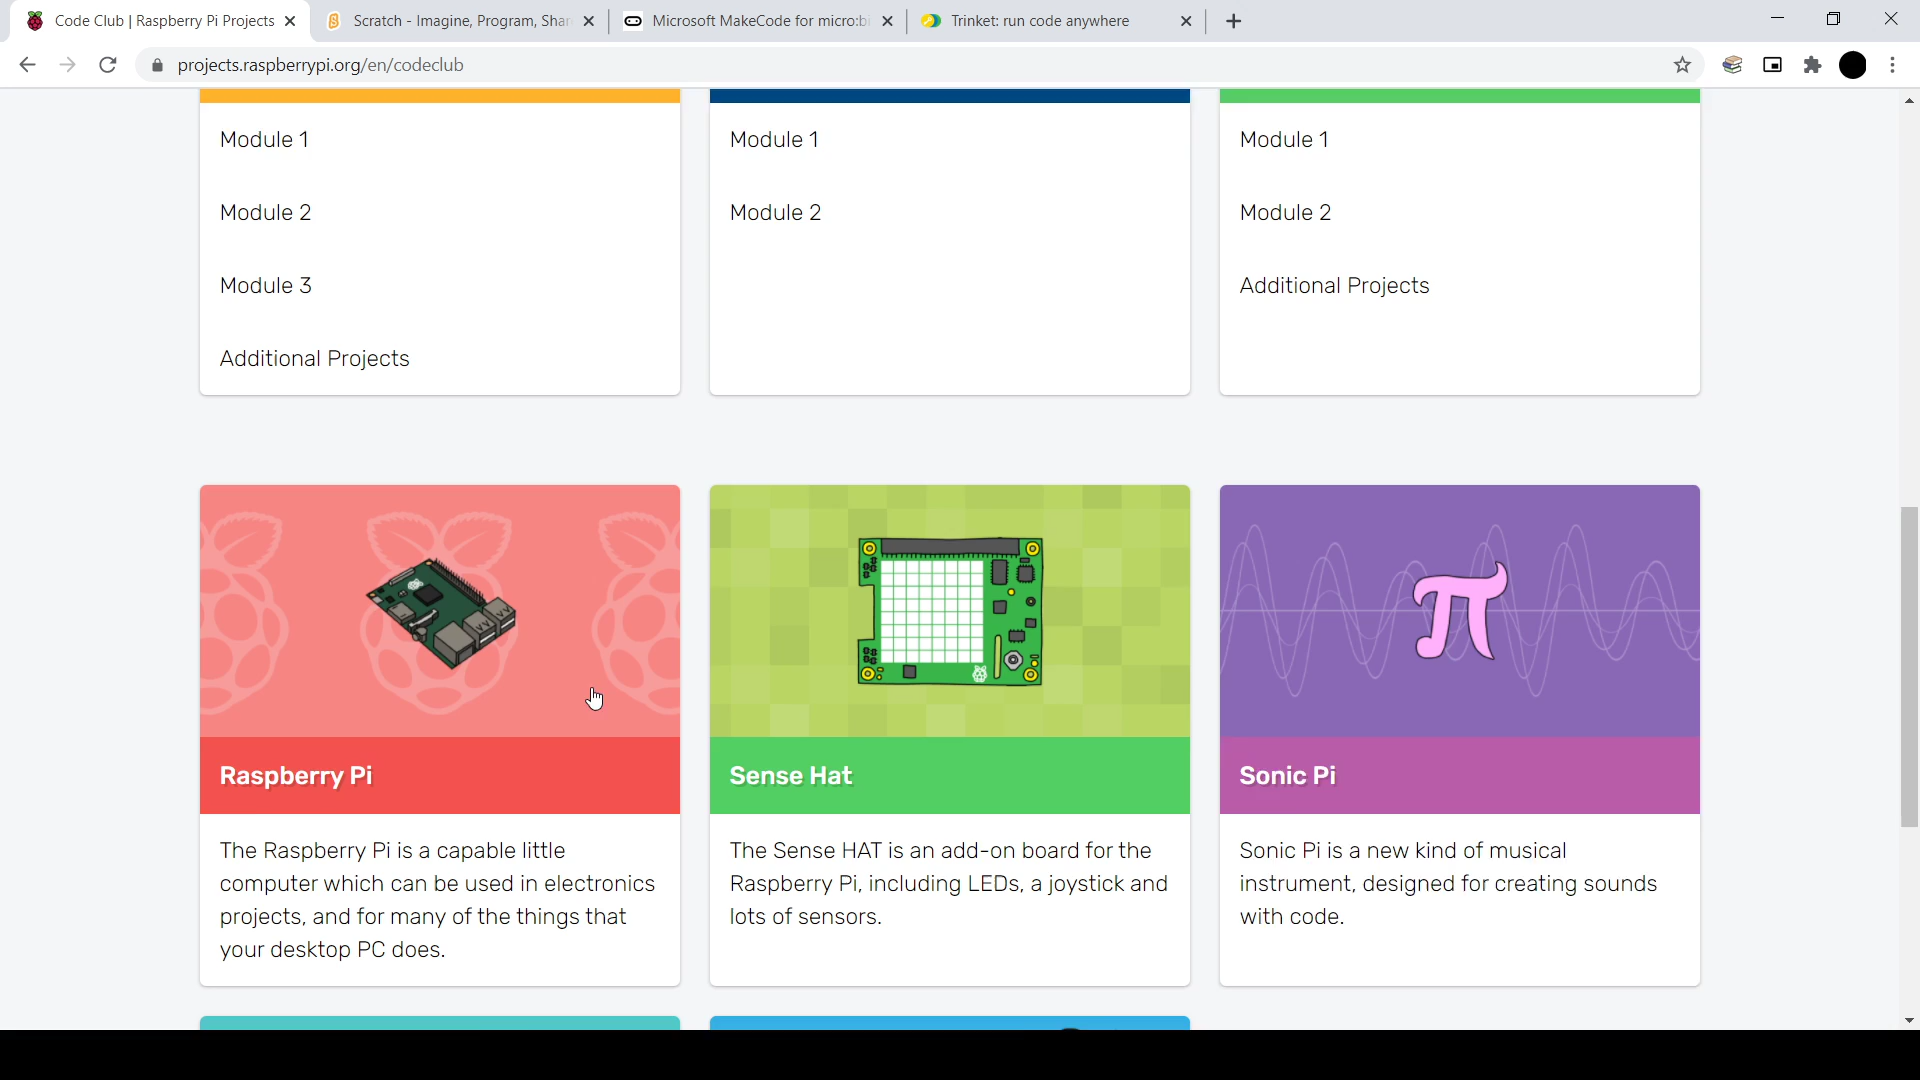 Code Club | Raspberry Pi Projects
Scratch - Imagine, Program, Shar
Microsoft MakeCode for micro:bi
Trinket: run code anywhere
projects.raspberrypi.org/en/codeclub
Module 1
Module 2
Module 3
Additional Projects
Module 1
Module 2
Module 1
Module 2
Additional Projects
Raspberry Pi
The Raspberry Pi is a capable little
computer which can be used in electronics
projects, and for many of the things that
your desktop PC does.
Sense Hat
The Sense HAT is an add-on board for the
Raspberry Pi, including LEDs, a joystick and
lots of sensors.
π
Sonic Pi
Sonic Pi is a new kind of musical
instrument, designed for creating sounds
with code.